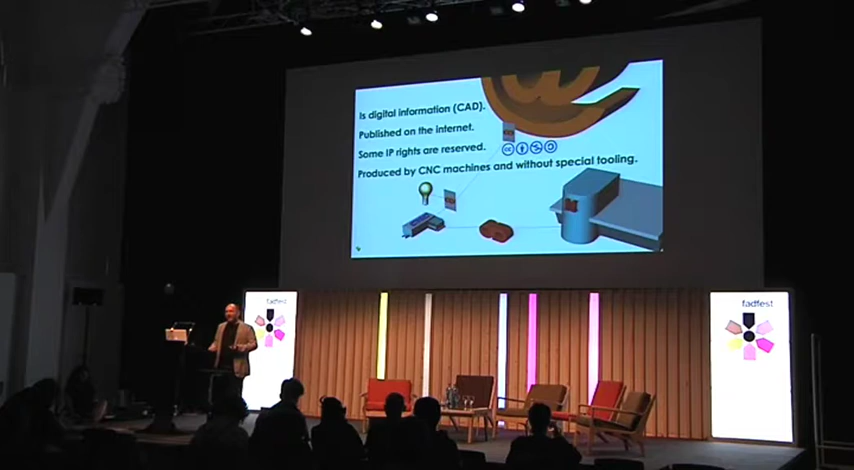 Is digital information (CAD).
Published on the internet.
Some IP rights are reserved.
Produced by CNC machines and without special tooling.
fadfest
fadfest